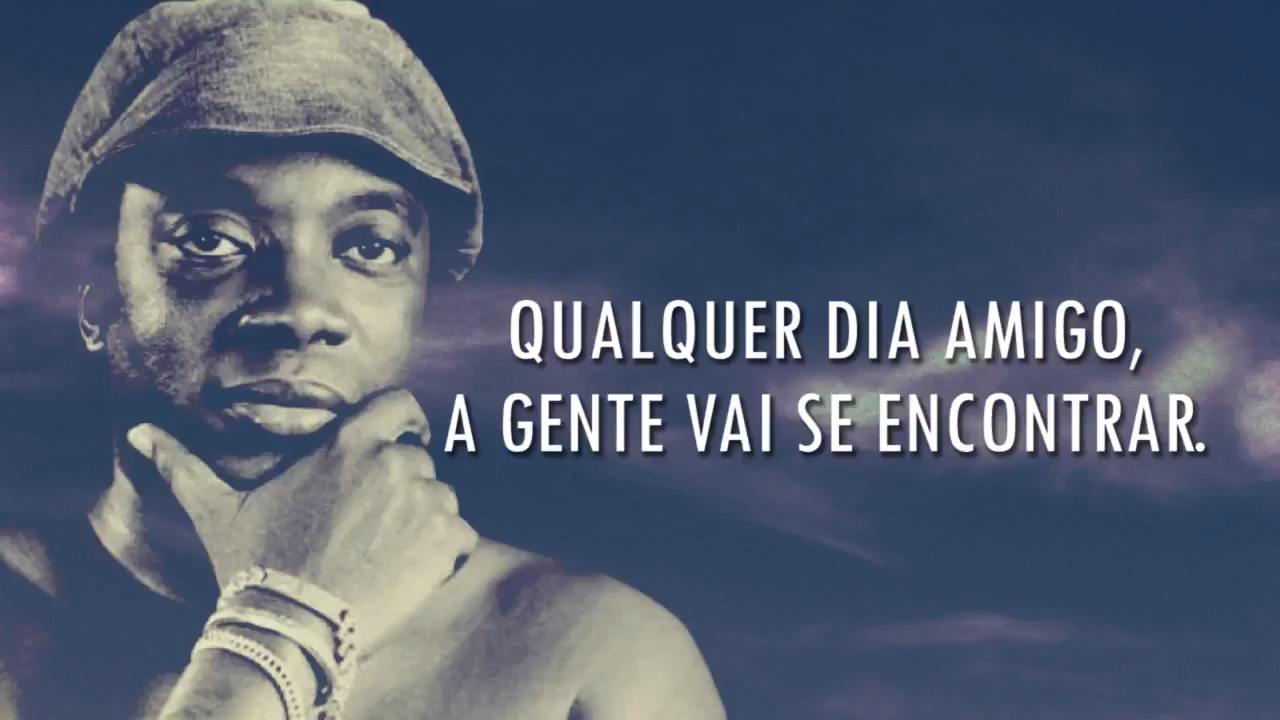 QUALQUER DIA AMIGO,
A GENTE VAI SE ENCONTRAR.